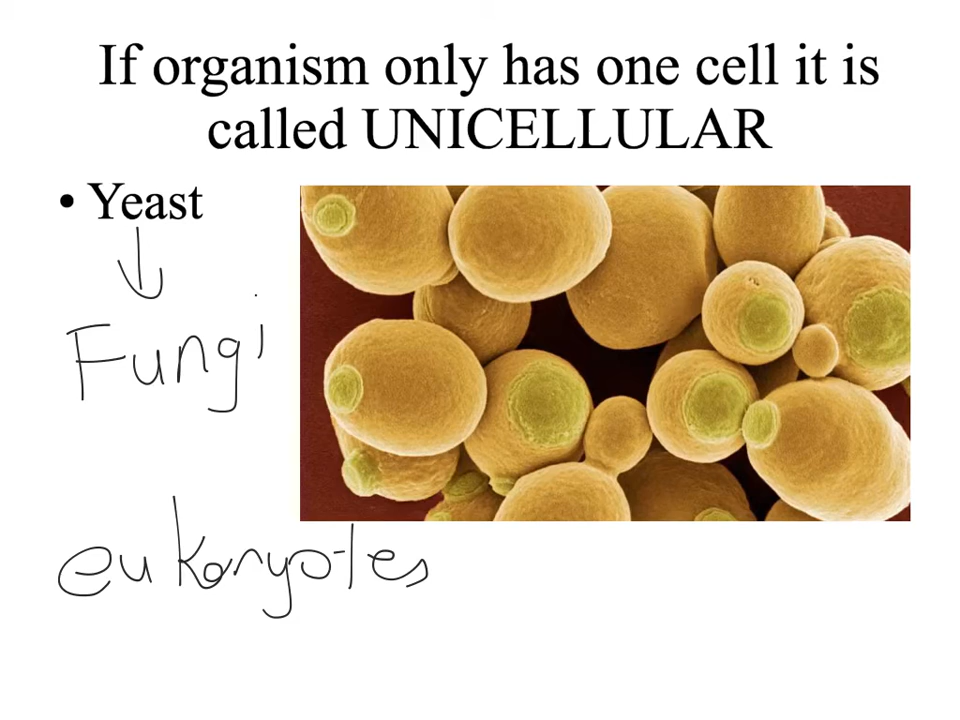 If organism only has one cell it is
called UNICELLULAR
• Yeast
Fungi
eukaryotes